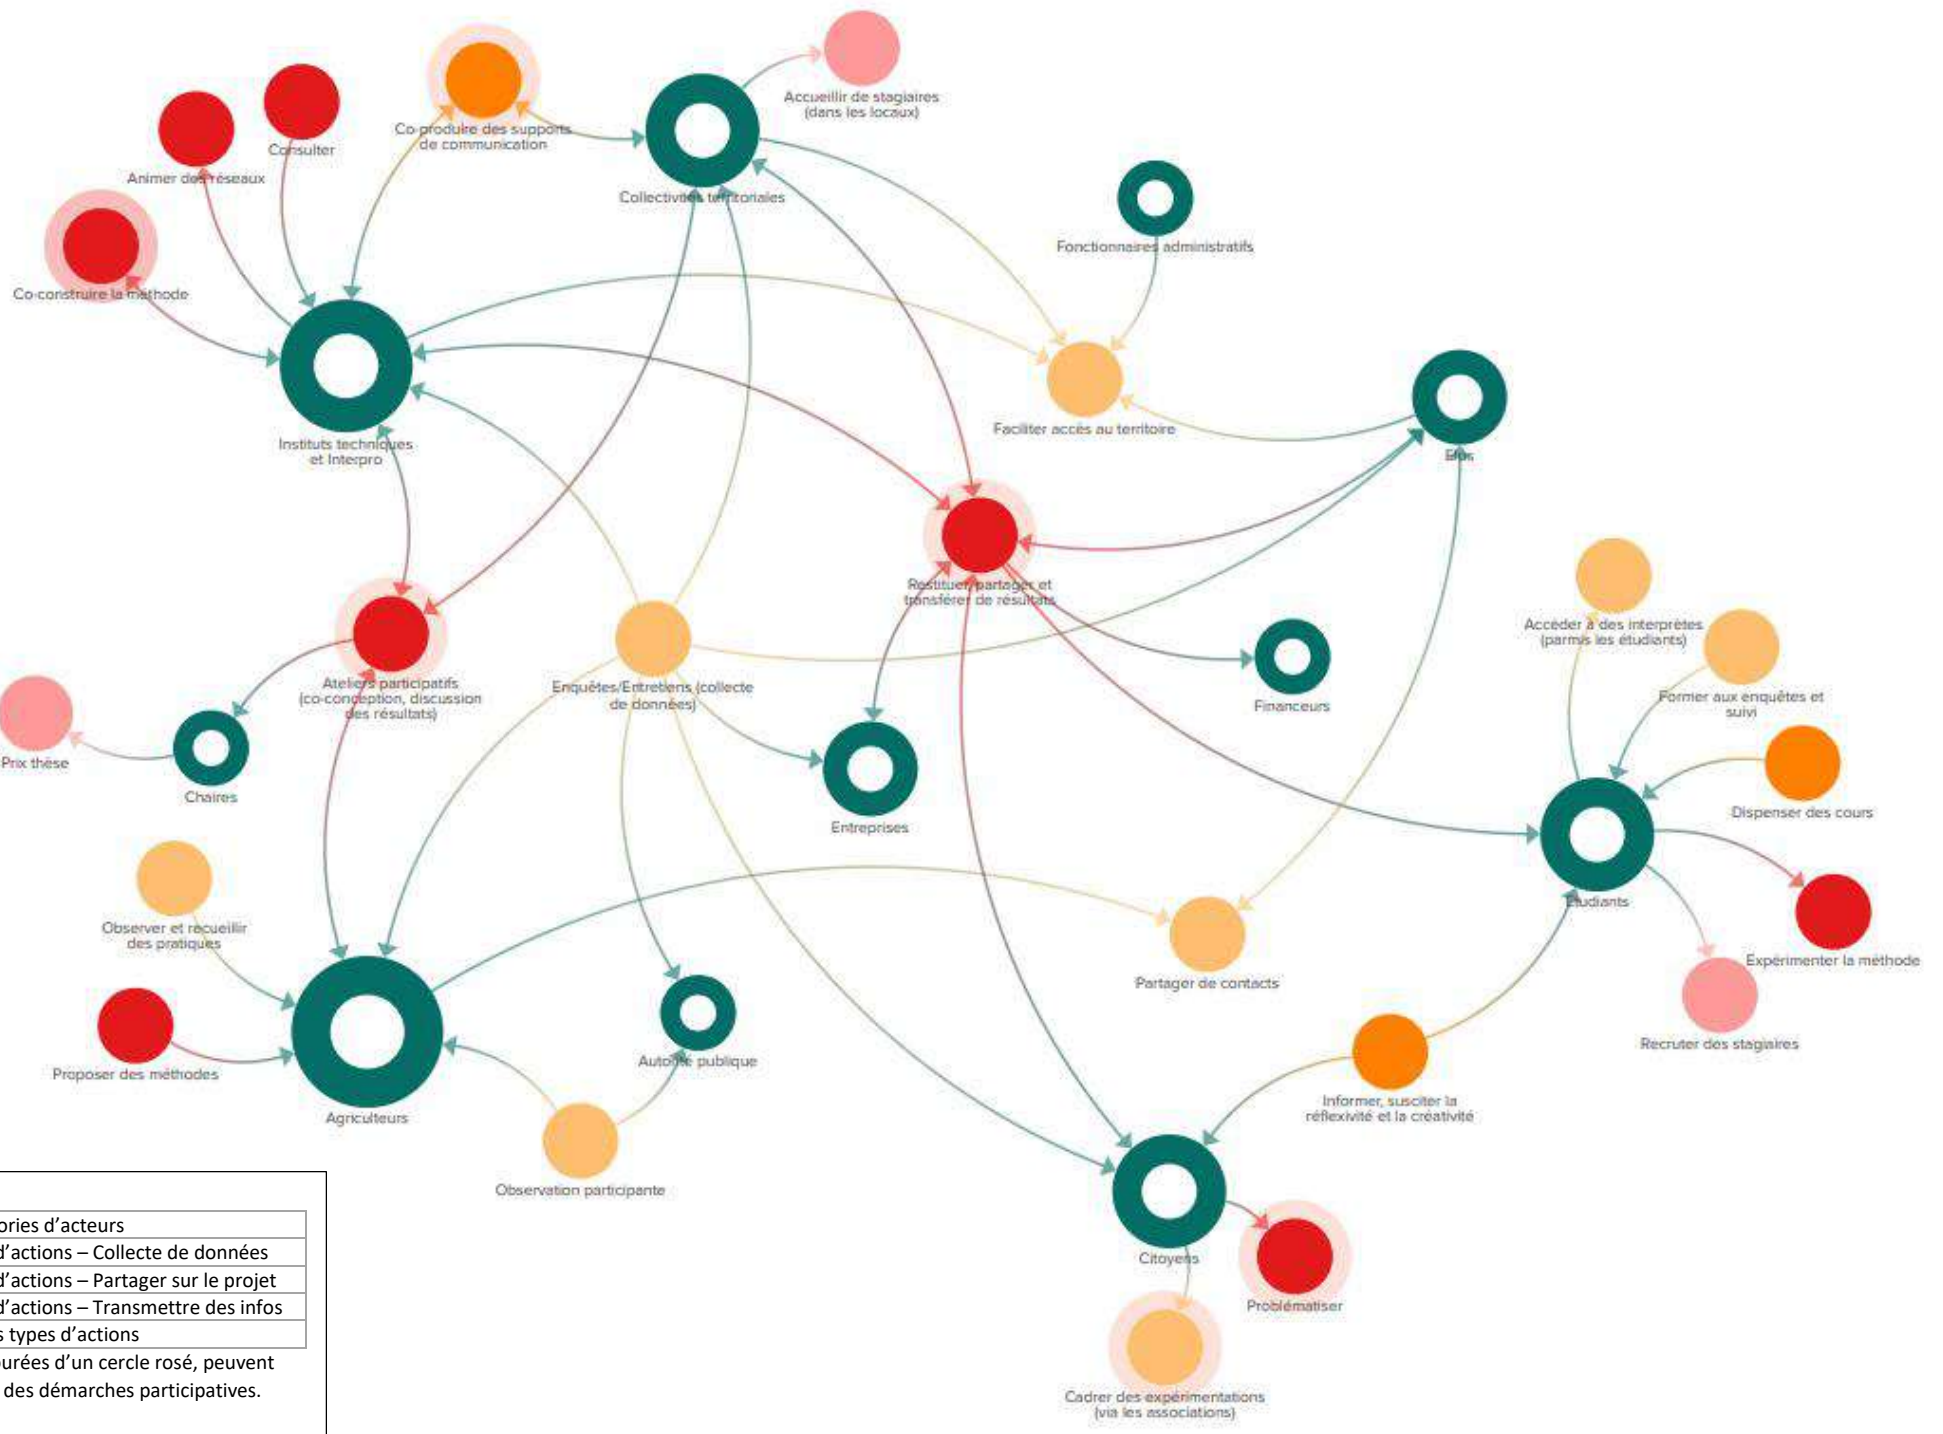 Accueillir de stagiaires
(dans les locaux)
Co-produire des supports
de communication
Consulter
Animer des réseaux
Collectivités territoriales
Fonctionnaires administratifs
Co-construire la méthode
Faciliter accès au territoire
Instituts techniques
et Interpro
Elus
Restituer, partager et
transférer de résultats
Accéder à des interprètes
(parmis les étudiants)
Ateliers participatifs
(co-conception, discussion
des résultats)
Enquêtes/Entretiens (collecte
de données)
Former aux enquêtes et
suivi
Financeurs
Prix thèse
Chaires
Entreprises
Dispenser des cours
Etudiants
Observer et recueillir
des pratiques
Expérimenter la méthode
Partager de contacts
Recruter des stagiaires
Proposer des méthodes
Autorité publique
Agriculteurs
Informer, susciter la
réflexivité et la créativité
Observation participante
Citoyens
Problématiser
Cadrer des expérimentations
(via les associations)
ories d’acteurs
d’actions – Collecte de données
d’actions – Partager sur le projet
d’actions – Transmettre des infos
s types d’actions
ourées d’un cercle rosé, peuvent
des démarches participatives.